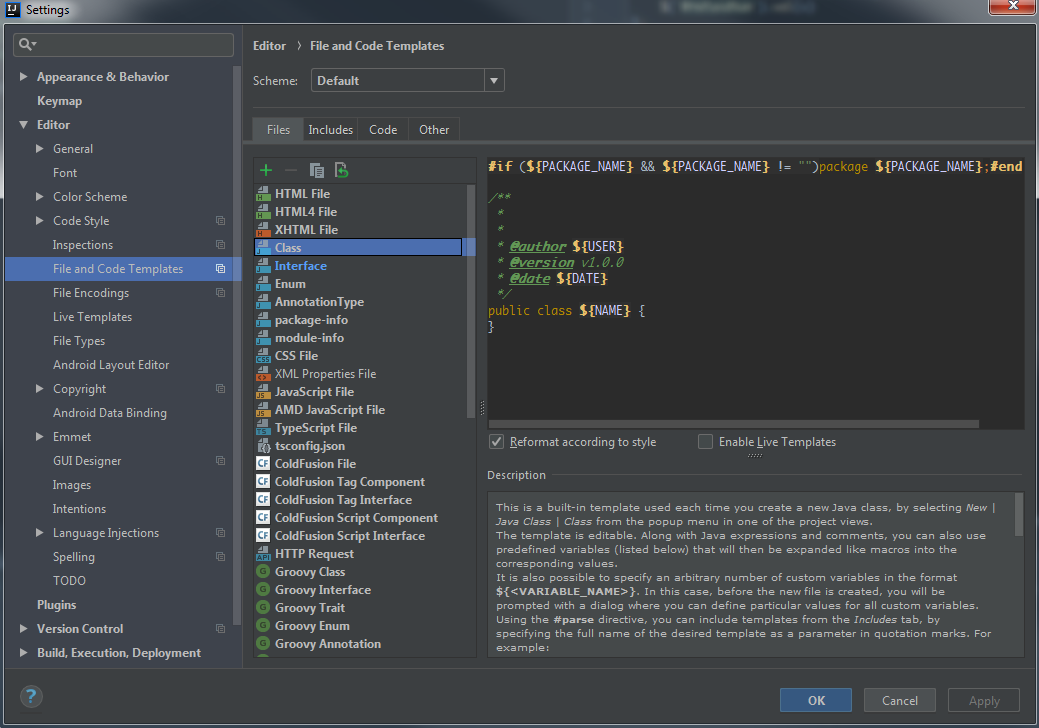 IJ Settings
Appearance & Behavior
Keymap
Editor
General
Font
Color Scheme
Code Style
Inspections
File and Code Templates
File Encodings
Live Templates
File Types
Android Layout Editor
Copyright
Android Data Binding
Emmet
GUI Designer
Images
Intentions
Language Injections
Spelling
TODO
Plugins
Version Control
Build, Execution, Deployment
Editor › File and Code Templates
Scheme: Default
Files Includes Code Other
HTML File
HTML4 File
XHTML File
Class
Interface
Enum
AnnotationType
package-info
module-info
CSS File
XML Properties File
JavaScript File
AMD JavaScript File
TypeScript File
tsconfig.json
ColdFusion File
ColdFusion Tag Component
ColdFusion Tag Interface
ColdFusion Script Component
ColdFusion Script Interface
HTTP Request
Groovy Class
Groovy Interface
Groovy Trait
Groovy Enum
Groovy Annotation
#if (${PACKAGE_NAME} && ${PACKAGE_NAME} != "")package ${PACKAGE_NAME};#end
/**
*
*
* @author ${USER}
* @version v1.0.0
* @date ${DATE}
*/
public class ${NAME} {
}
Reformat according to style Enable Live Templates
Description
This is a built-in template used each time you create a new Java class, by selecting New |
Java Class | Class from the popup menu in one of the project views.
The template is editable. Along with Java expressions and comments, you can also use
predefined variables (listed below) that will then be expanded like macros into the
corresponding values.
It is also possible to specify an arbitrary number of custom variables in the format
${<VARIABLE_NAME>}. In this case, before the new file is created, you will be
prompted with a dialog where you can define particular values for all custom variables.
Using the #parse directive, you can include templates from the Includes tab, by
specifying the full name of the desired template as a parameter in quotation marks. For
example:
? OK Cancel Apply